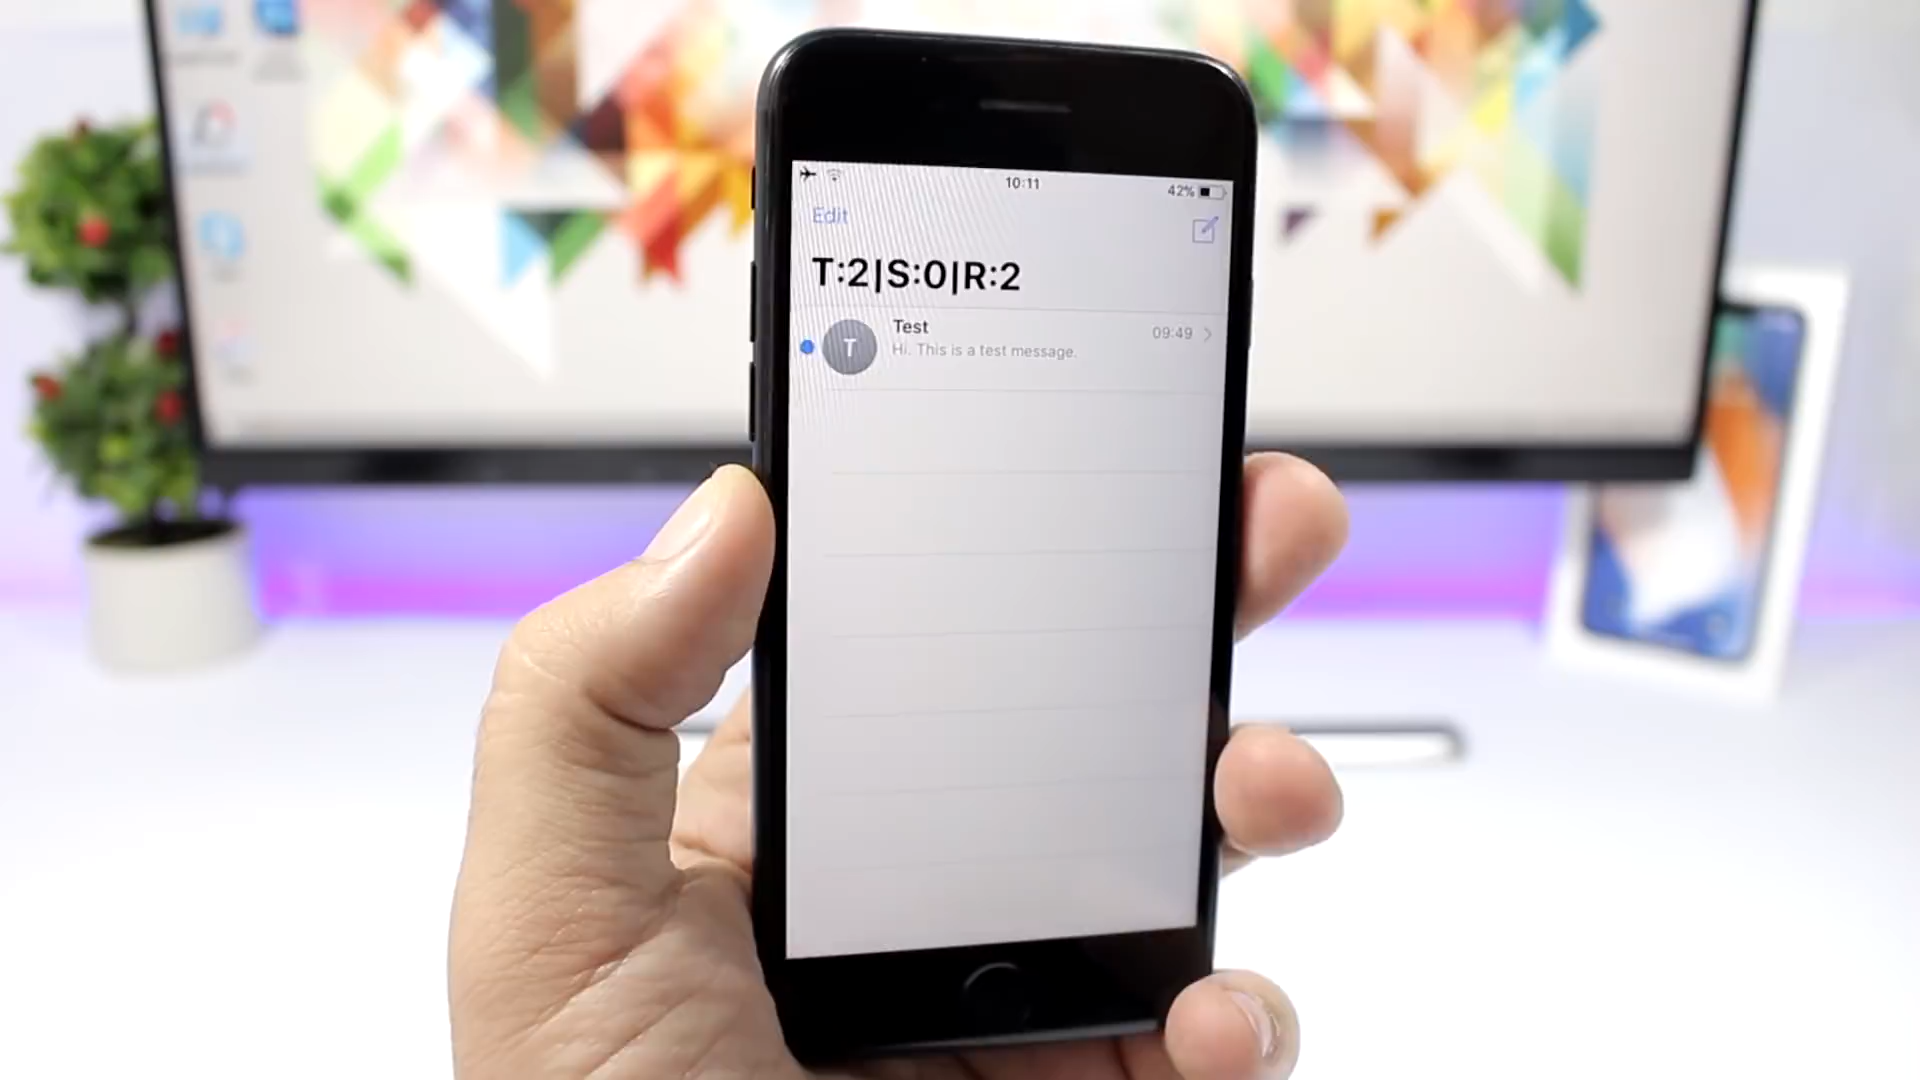 10:11
42%
Edit
T:2|S:0|R:2
Test
09:49
T
Hi. This is a test message.